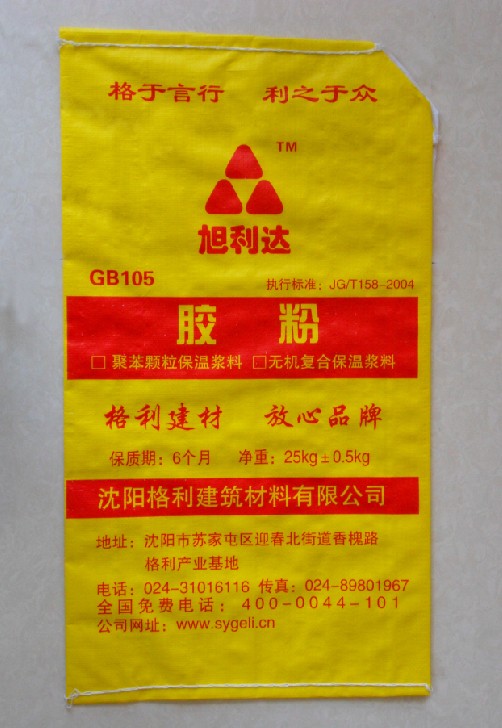 格于言行 利之于众
TM
旭利达
GB105
执行标准：JG/T158-2004
胶 粉
□ 聚苯颗粒保温浆料 □无机复合保温浆料
格利建材 放心品牌
保质期：6个月 净重：25kg±0.5kg
沈阳格利建筑材料有限公司
地址：沈阳市苏家屯区迎春北街道香槐路
格利产业基地
电话：024-31016116 传真：024-89801967
全国免费电话：400-0044-101
公司网址：www.sygeli.cn